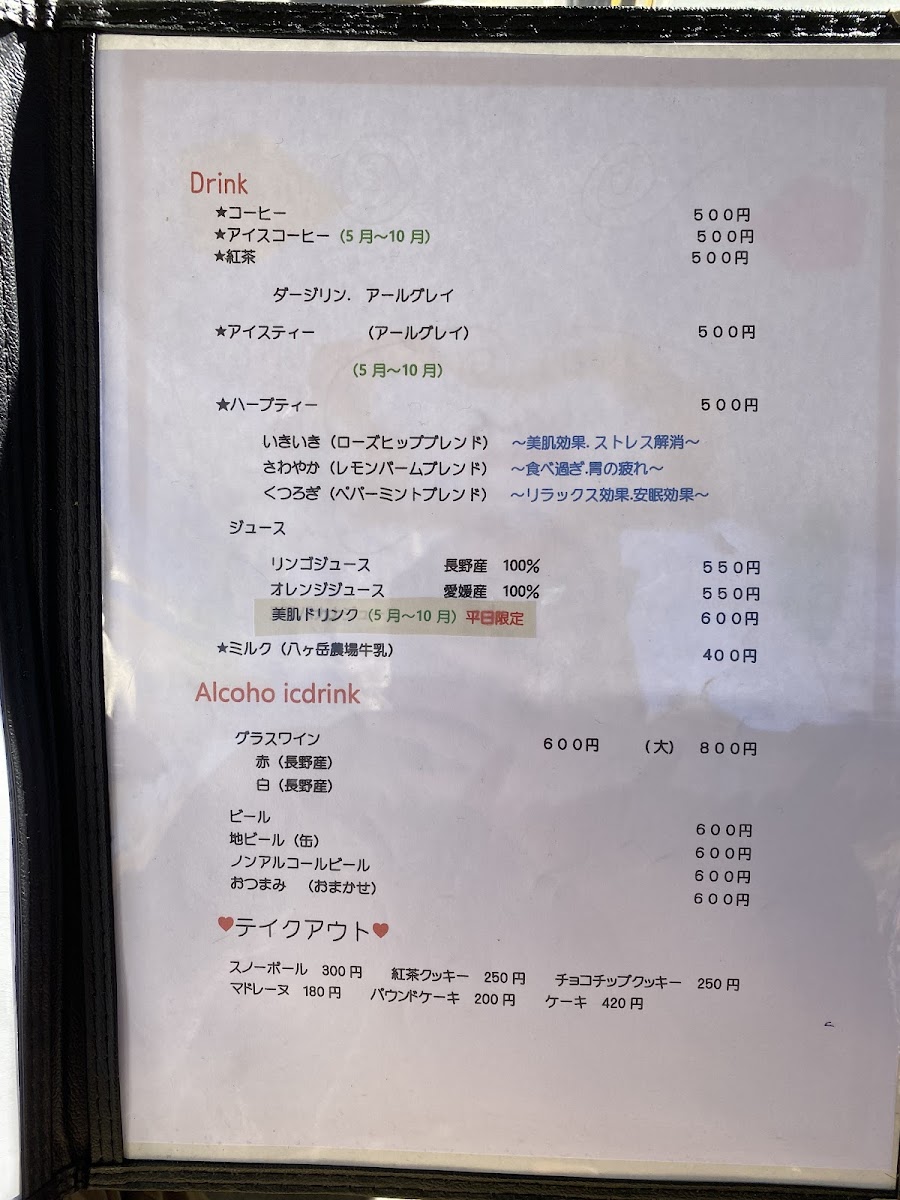 Drink
★コーヒー 500円
★アイスコーヒー（5月～10月） 500円
★紅茶 500円
ダージリン． アールグレイ
★アイスティー （アールグレイ） 500円
（5月～10月）
★ハーブティー 500円
いきいき（ローズヒップブレンド） ～美肌効果．ストレス解消～
さわやか（レモンバームブレンド） ～食べ過ぎ．胃の疲れ～
くつろぎ（ペパーミントブレンド） ～リラックス効果．安眠効果～
ジュース
リンゴジュース 長野産 100% 550円
オレンジジュース 愛媛産 100% 550円
美肌ドリンク（5月～10月）平日限定 600円
★ミルク（八ヶ岳農場牛乳） 400円
Alcoho icdrink
グラスワイン 600円 （大） 800円
赤（長野産）
白（長野産）
ビール 600円
地ビール（缶） 600円
ノンアルコールビール 600円
おつまみ （おまかせ） 600円
♥テイクアウト♥
スノーボール 300円 紅茶クッキー 250円 チョコチップクッキー 250円
マドレーヌ 180円 パウンドケーキ 200円 ケーキ 420円